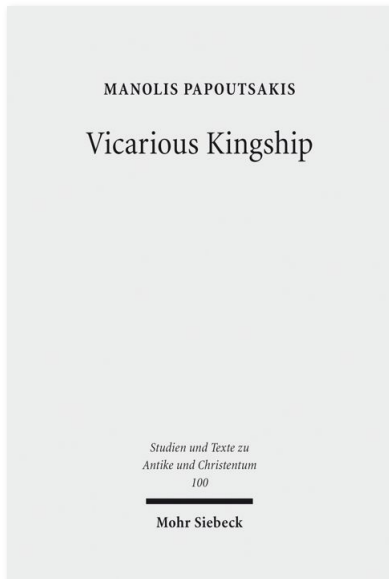 MANOLIS PAPOUTSAKIS
Vicarious Kingship
Studien und Texte zu
Antike und Christentum
100
Mohr Siebeck